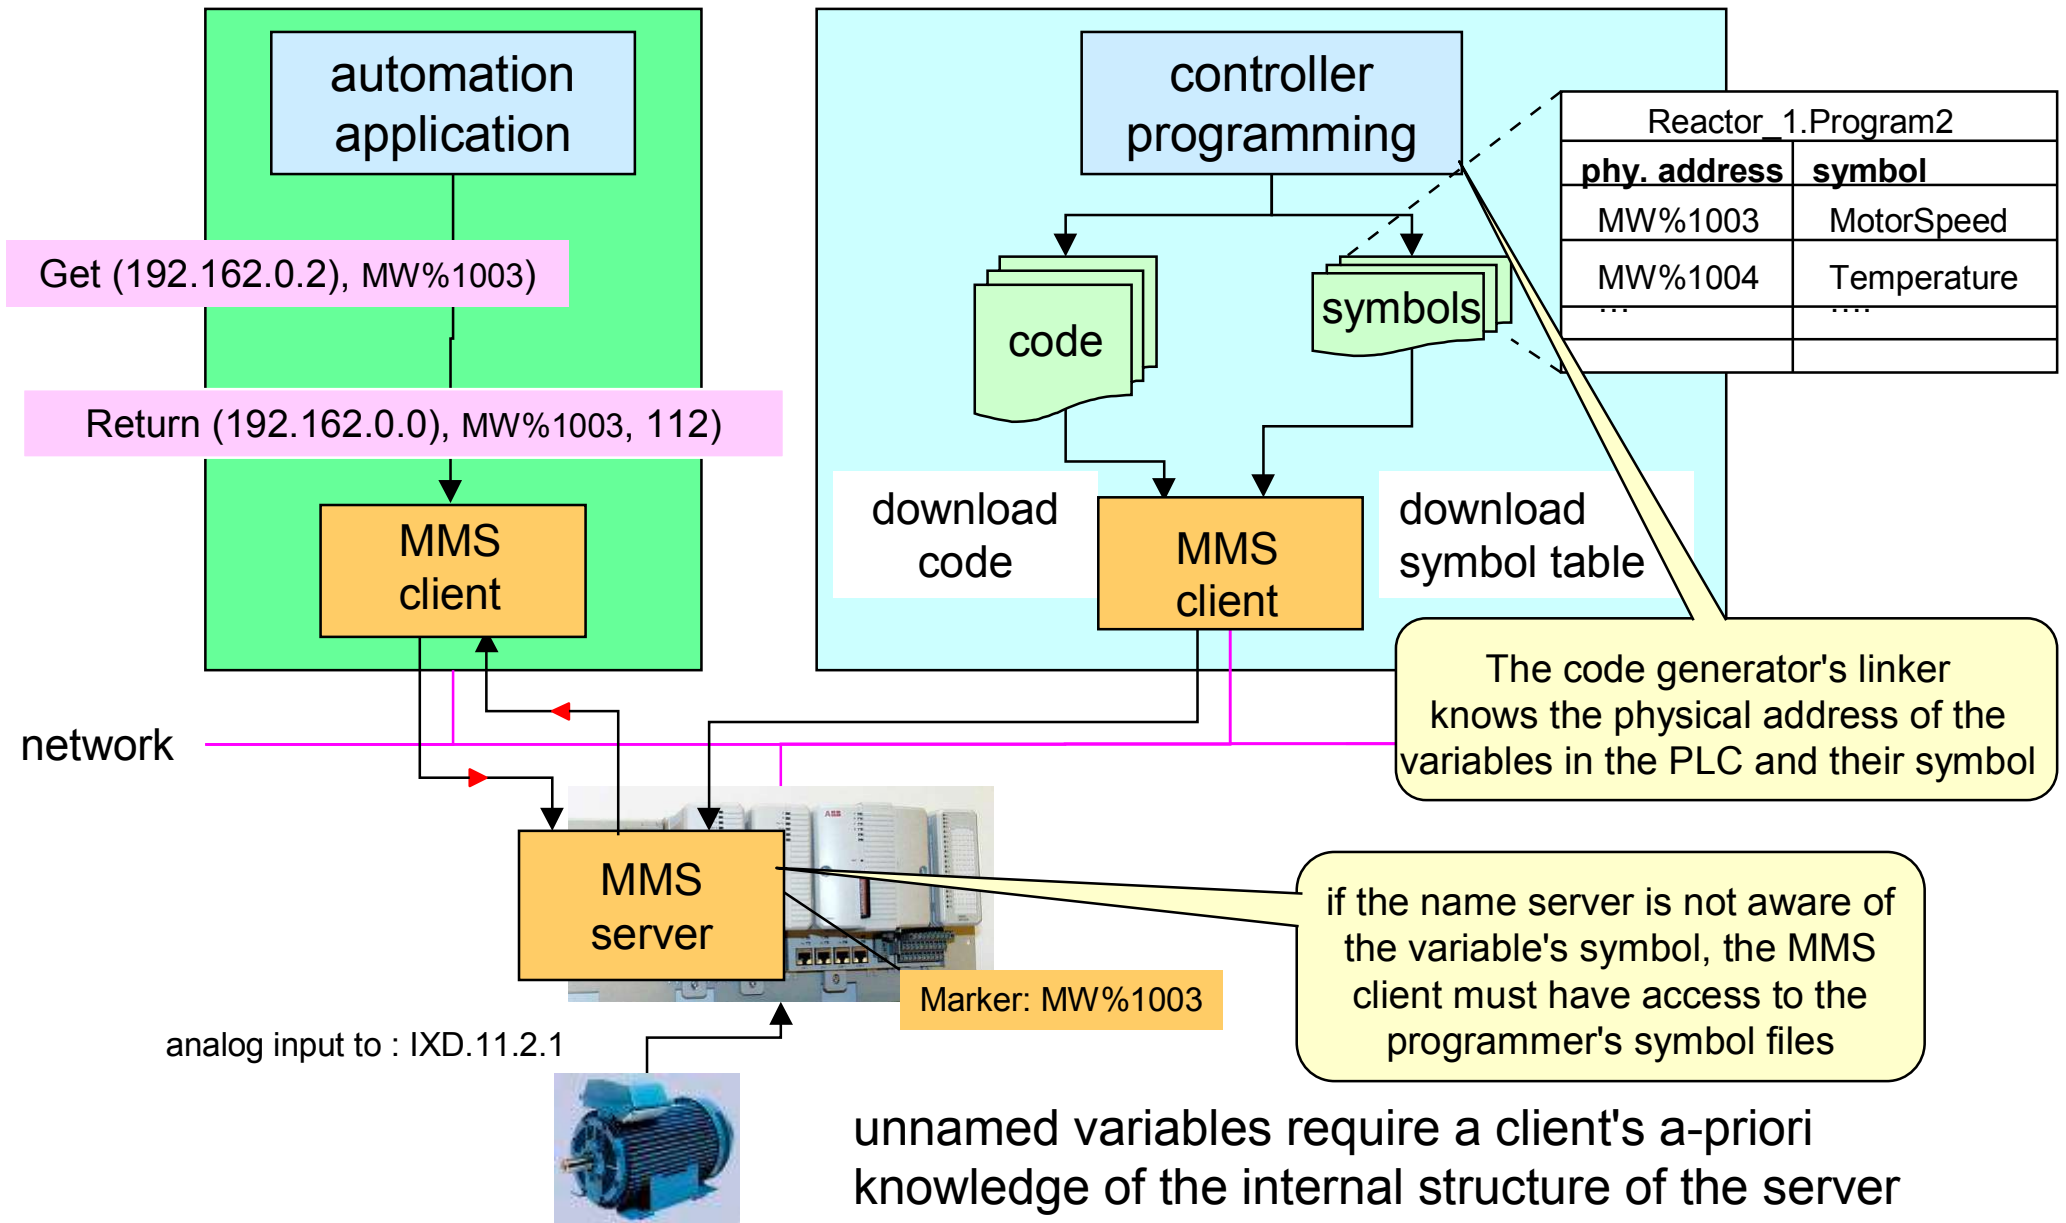 automation
application
controller
programming
Reactor_1.Program2
phy. address symbol
MW%1003 MotorSpeed
MW%1004 Temperature
... ....
Get (192.162.0.2), MW%1003)
code
symbols
Return (192.162.0.0), MW%1003, 112)
MMS
client
download
code
MMS
client
download
symbol table
The code generator's linker
knows the physical address of the
variables in the PLC and their symbol
network
ABB
MMS
server
Marker: MW%1003
if the name server is not aware of
the variable's symbol, the MMS
client must have access to the
programmer's symbol files
analog input to : IXD.11.2.1
unnamed variables require a client's a-priori
knowledge of the internal structure of the server